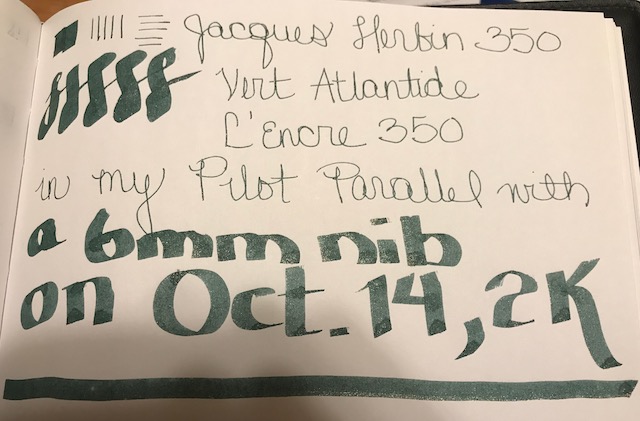 Jacques Herbin 350
Vert Atlantide
L'Encre 350
in my Pilot Parallel with
a 6mm nib
on Oct. 14, 2K